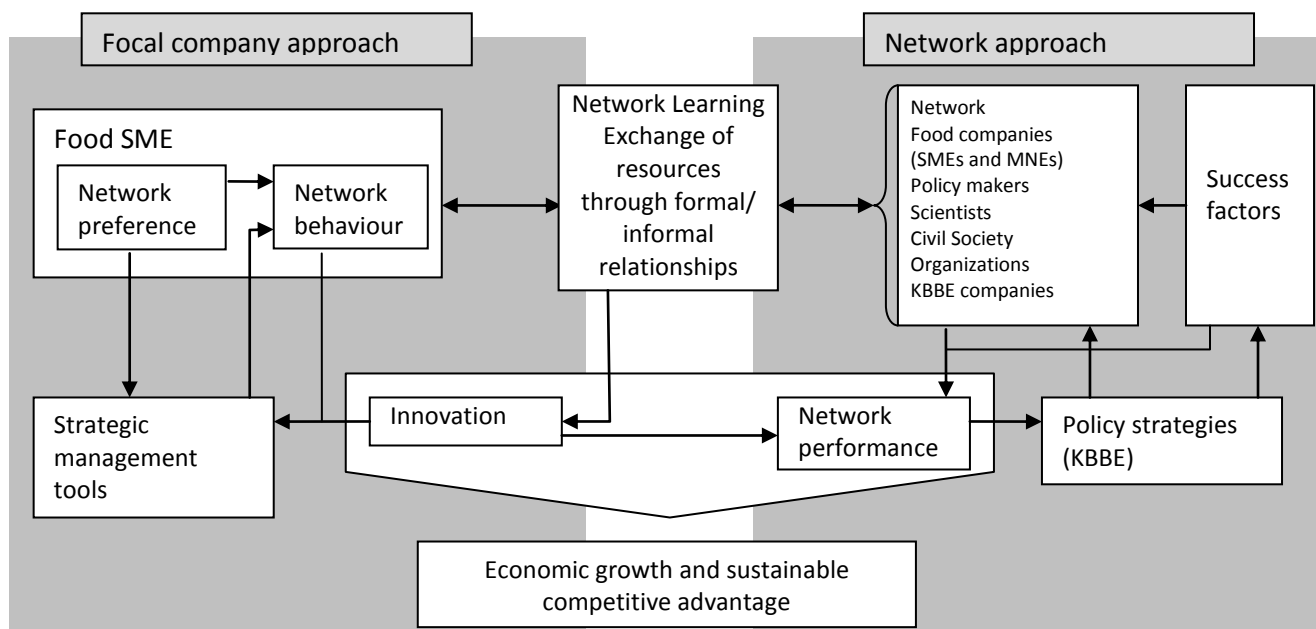 Focal company approach
Network approach
Food SME
Network
preference
Network
behaviour
Network Learning
Exchange of
resources
through formal/
informal
relationships
Network
Food companies
(SMEs and MNEs)
Policy makers
Scientists
Civil Society
Organizations
KBBE companies
Success
factors
Strategic
management
tools
Innovation
Network
performance
Policy strategies
(KBBE)
Economic growth and sustainable
competitive advantage